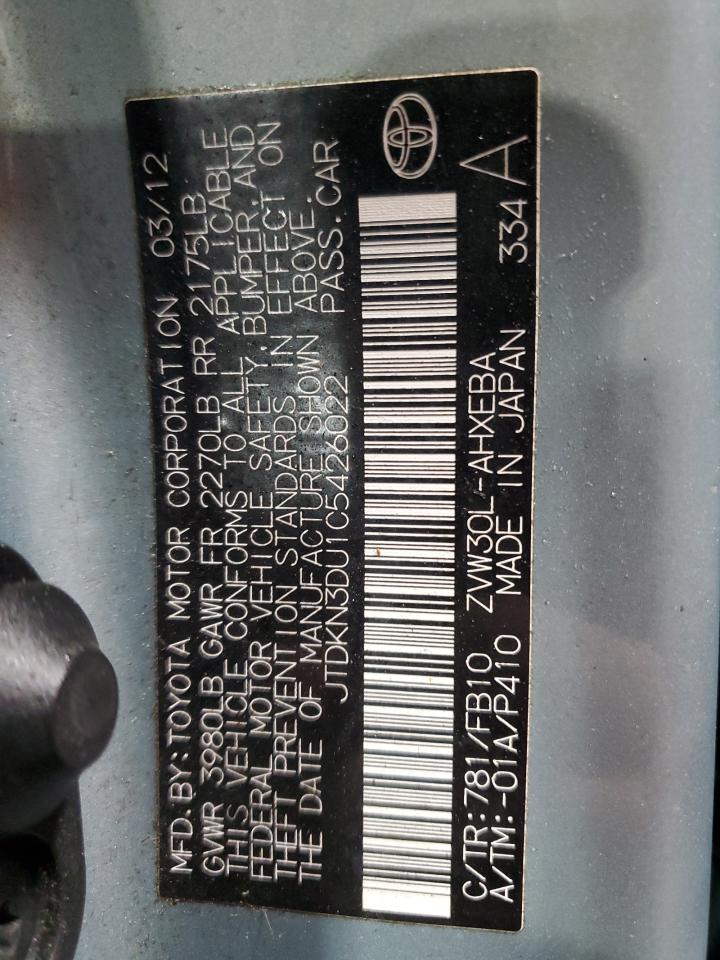 MFD. BY: TOYOTA MOTOR CORPORATION 03/12
GVWR 3980LB GAWR FR 2270LB RR 2175LB
THIS VEHICLE CONFORMS TO ALL APPLICABLE
FEDERAL MOTOR VEHICLE SAFETY, BUMPER, AND
THEFT PREVENTION STANDARDS IN EFFECT ON
THE DATE OF MANUFACTURE SHOWN ABOVE.
JTDKN3DU1C5426022 PASS. CAR
C/TR: 781/FB10 ZVW30L-AHXEBA
A/TM: -01A/P410 MADE IN JAPAN 334 A